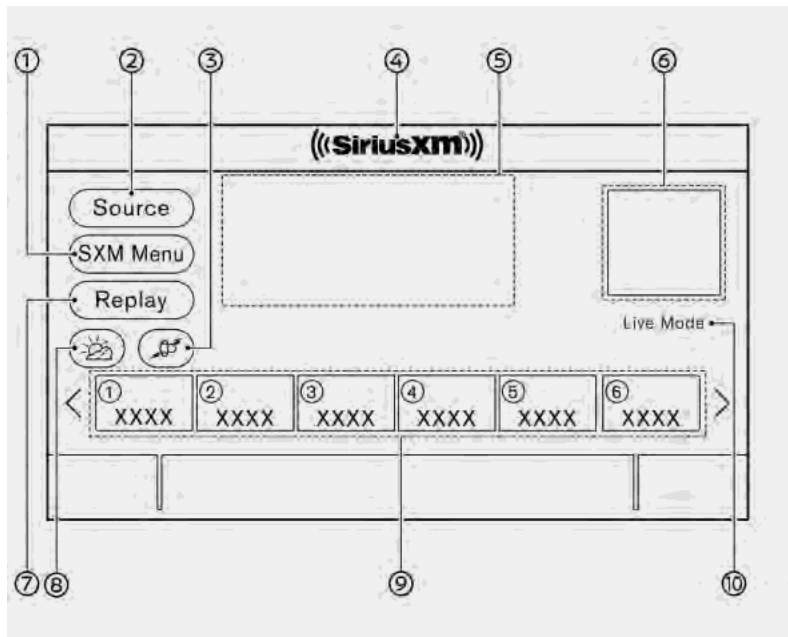 ① ② ③ ④ ⑤ ⑥
(((SiriusXM)))
Source
SXM Menu
Replay
Live Mode
< ① ② ③ ④ ⑤ ⑥ >
XXXX XXXX XXXX XXXX XXXX XXXX
⑦ ⑧ ⑨ ⑩